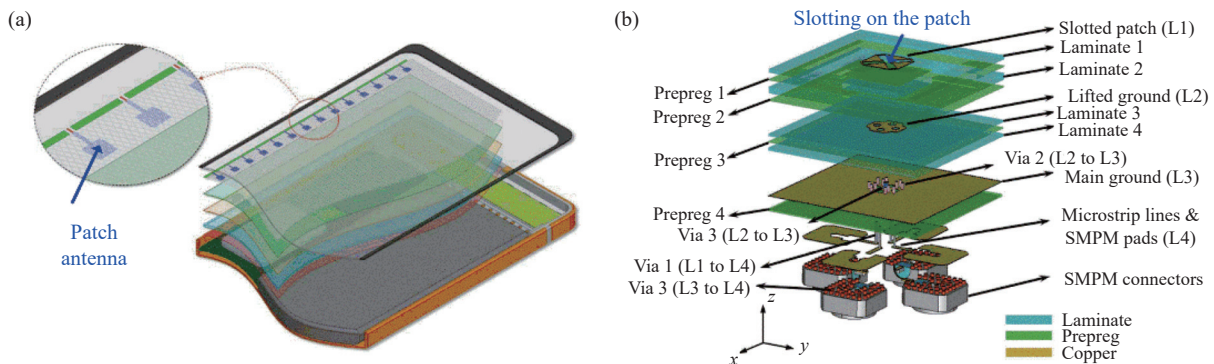 (a)
Patch
antenna
(b)
Slotting on the patch
Slotted patch (L1)
Laminate 1
Laminate 2
Prepreg 1
Lifted ground (L2)
Prepreg 2
Laminate 3
Laminate 4
Prepreg 3
Via 2 (L2 to L3)
Main ground (L3)
Prepreg 4
Microstrip lines &
SMPM pads (L4)
Via 3 (L2 to L3)
Via 1 (L1 to L4)
Via 3 (L3 to L4)
SMPM connectors
z
y
x
Laminate
Prepreg
Copper